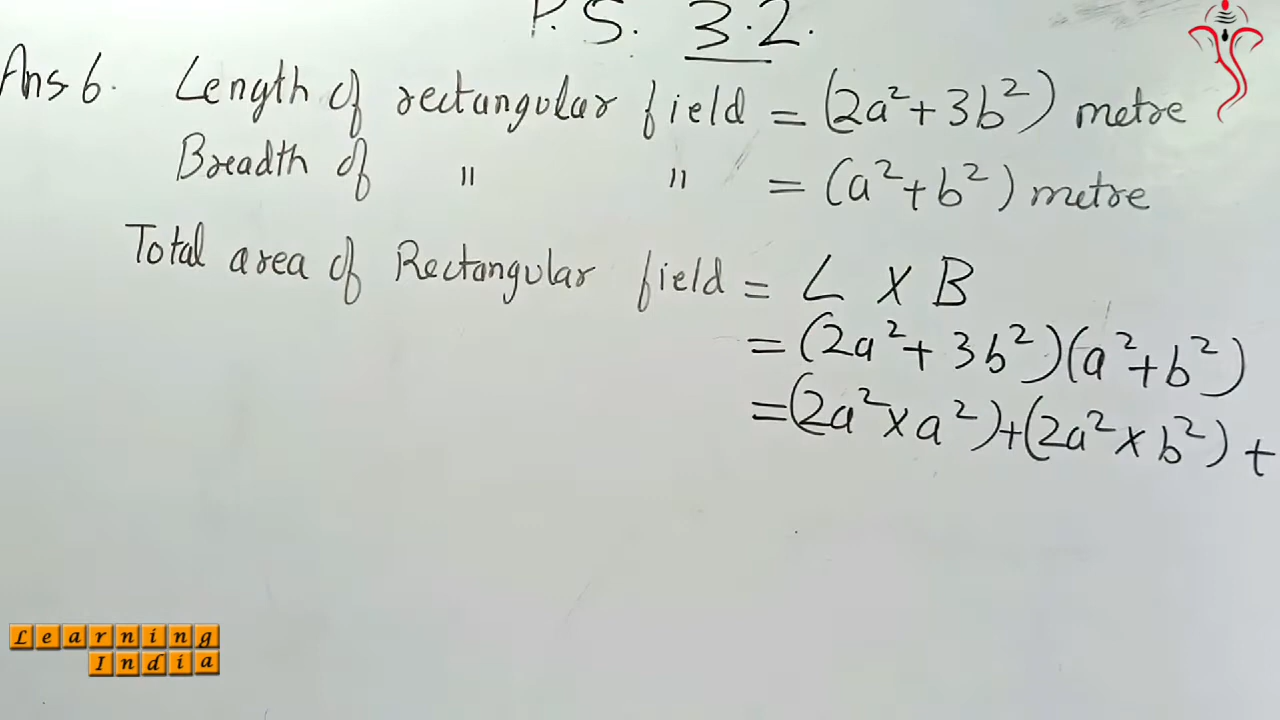 P. S. 3.2.
Ans 6. Length of rectangular field = (2a²+3b²) metre
Breadth of " " = (a²+b²) metre
Total area of Rectangular field = L × B
= (2a²+ 3b²)(a²+b²)
=(2a²×a²)+(2a²×b²) +
Learning
India